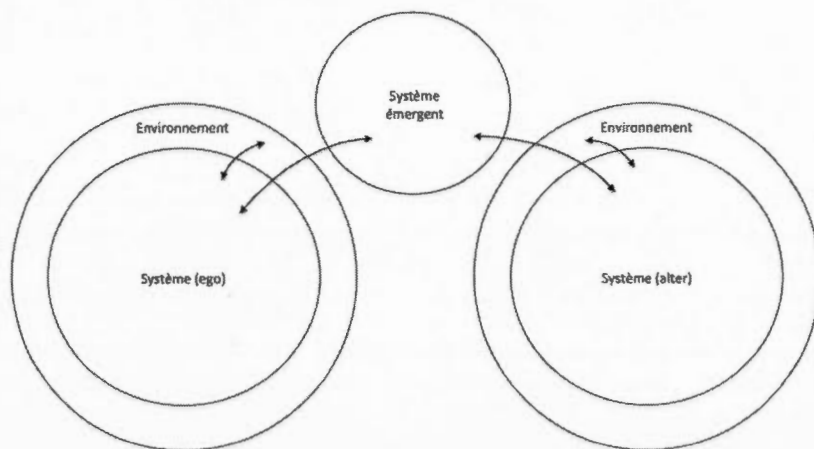 Système
émergent
Environnement
Environnement
Système (ego)
Système (alter)